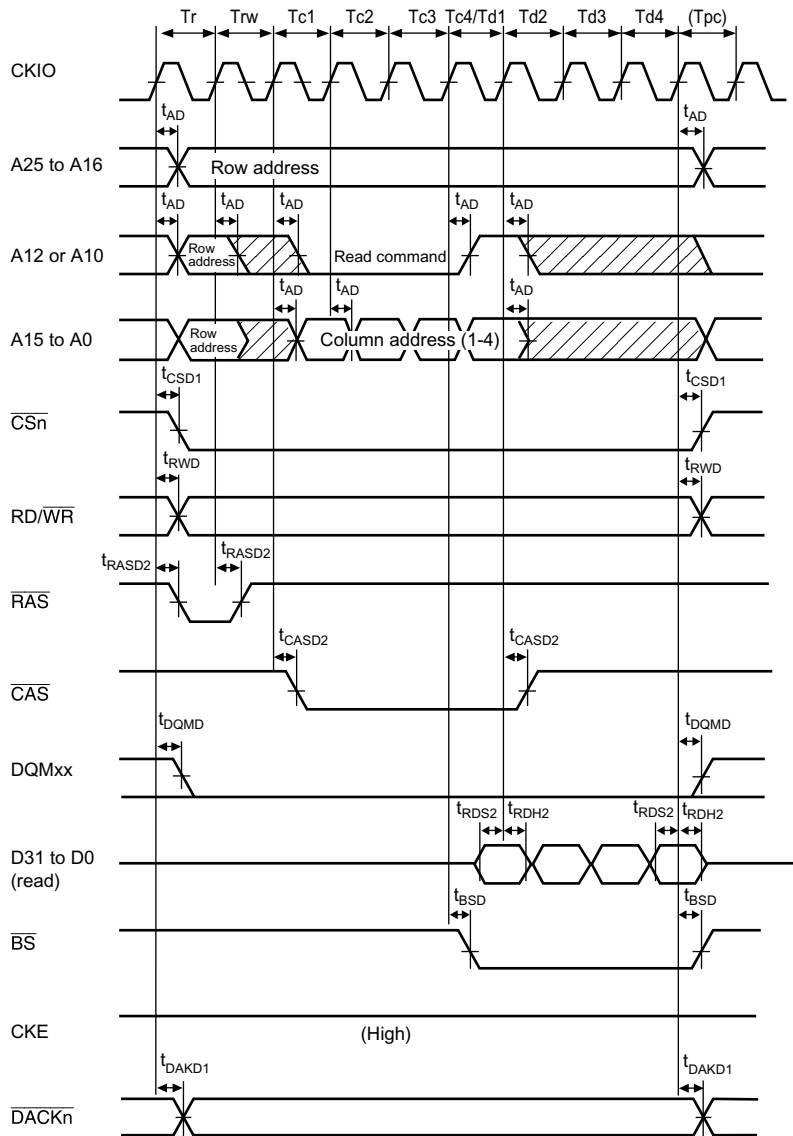 Tr Trw Tc1 Tc2 Tc3 Tc4/Td1 Td2 Td3 Td4 (Tpc)
CKIO
tAD tAD
A25 to A16 Row address
tAD tAD tAD tAD tAD
A12 or A10 Row address Read command
tAD tAD tAD
A15 to A0 Row address Column address (1-4)
tCSD1 tCSD1
CSn
tRWD tRWD
RD/WR
tRASD2 tRASD2
RAS
tCASD2 tCASD2
CAS
tDQMD tDQMD
DQMxx
tRDS2 tRDH2 tRDS2 tRDH2
D31 to D0
(read)
tBSD tBSD
BS
CKE (High)
tDAKD1 tDAKD1
DACKn